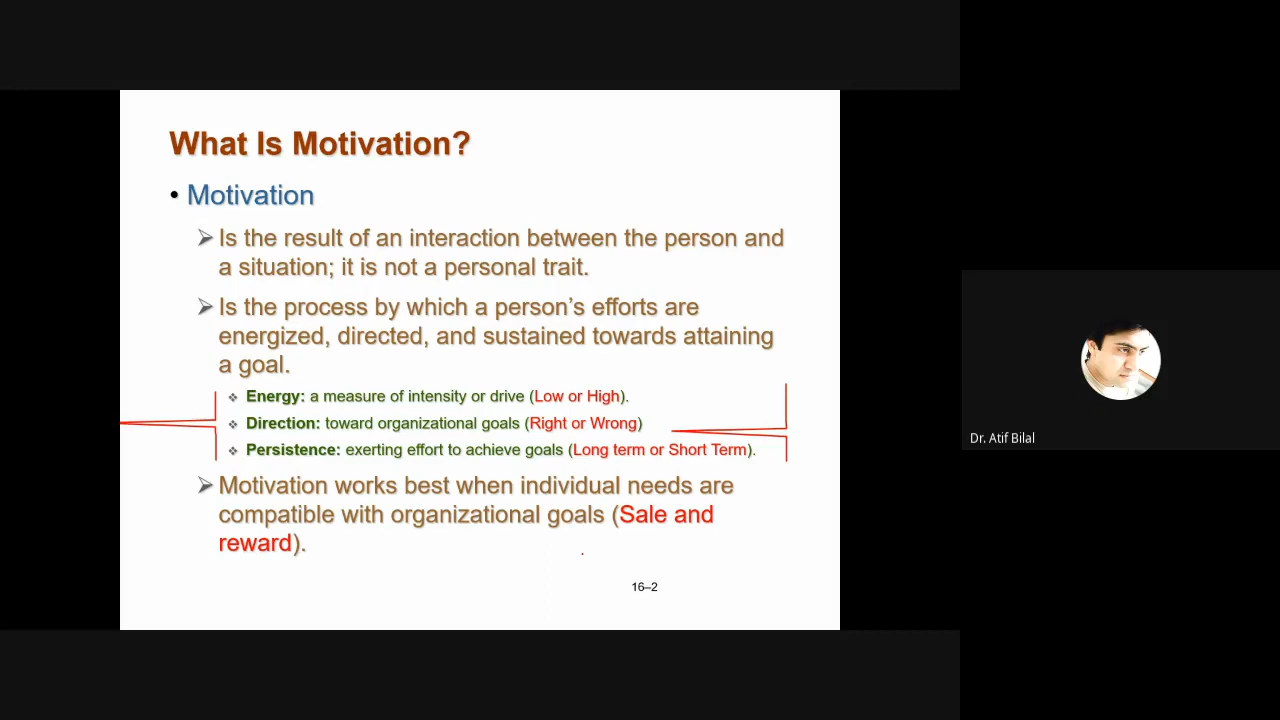 What Is Motivation?
• Motivation
➢ Is the result of an interaction between the person and
a situation; it is not a personal trait.
➢ Is the process by which a person’s efforts are
energized, directed, and sustained towards attaining
a goal.
❖ Energy: a measure of intensity or drive (Low or High).
❖ Direction: toward organizational goals (Right or Wrong)
❖ Persistence: exerting effort to achieve goals (Long term or Short Term).
➢ Motivation works best when individual needs are
compatible with organizational goals (Sale and
reward).
16–2
Dr. Atif Bilal